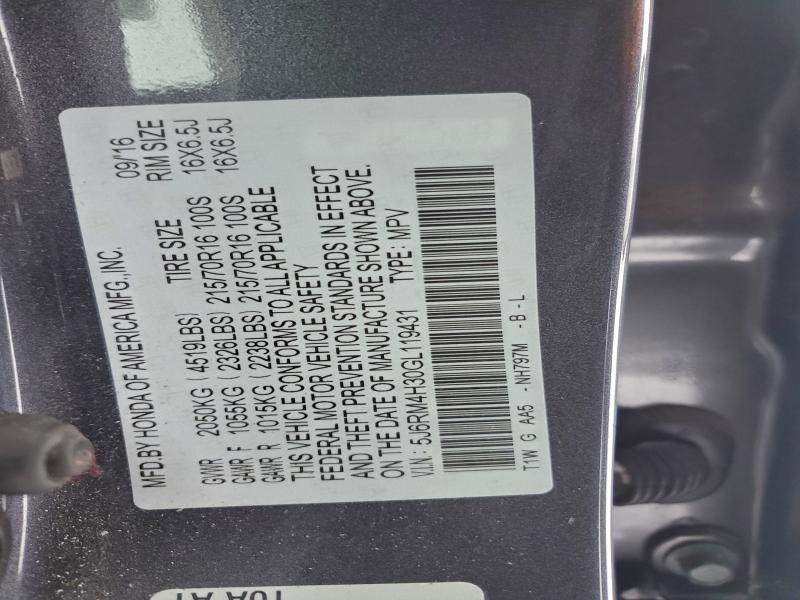 MFD.BY HONDA OF AMERICA MFG.,INC. 09/16
TIRE SIZE RIM SIZE
GVWR 2050KG (4519LBS)
GAWR F 1055KG (2326LBS) 215/70R16 100S 16X6.5J
GAWR R 1015KG (2238LBS) 215/70R16 100S 16X6.5J
THIS VEHICLE CONFORMS TO ALL APPLICABLE
FEDERAL MOTOR VEHICLE SAFETY
AND THEFT PREVENTION STANDARDS IN EFFECT
ON THE DATE OF MANUFACTURE SHOWN ABOVE.
V.I.N.: 5J6RM4H30GL119431 TYPE: MPV
T1W G AA5 -NH797M -B-L